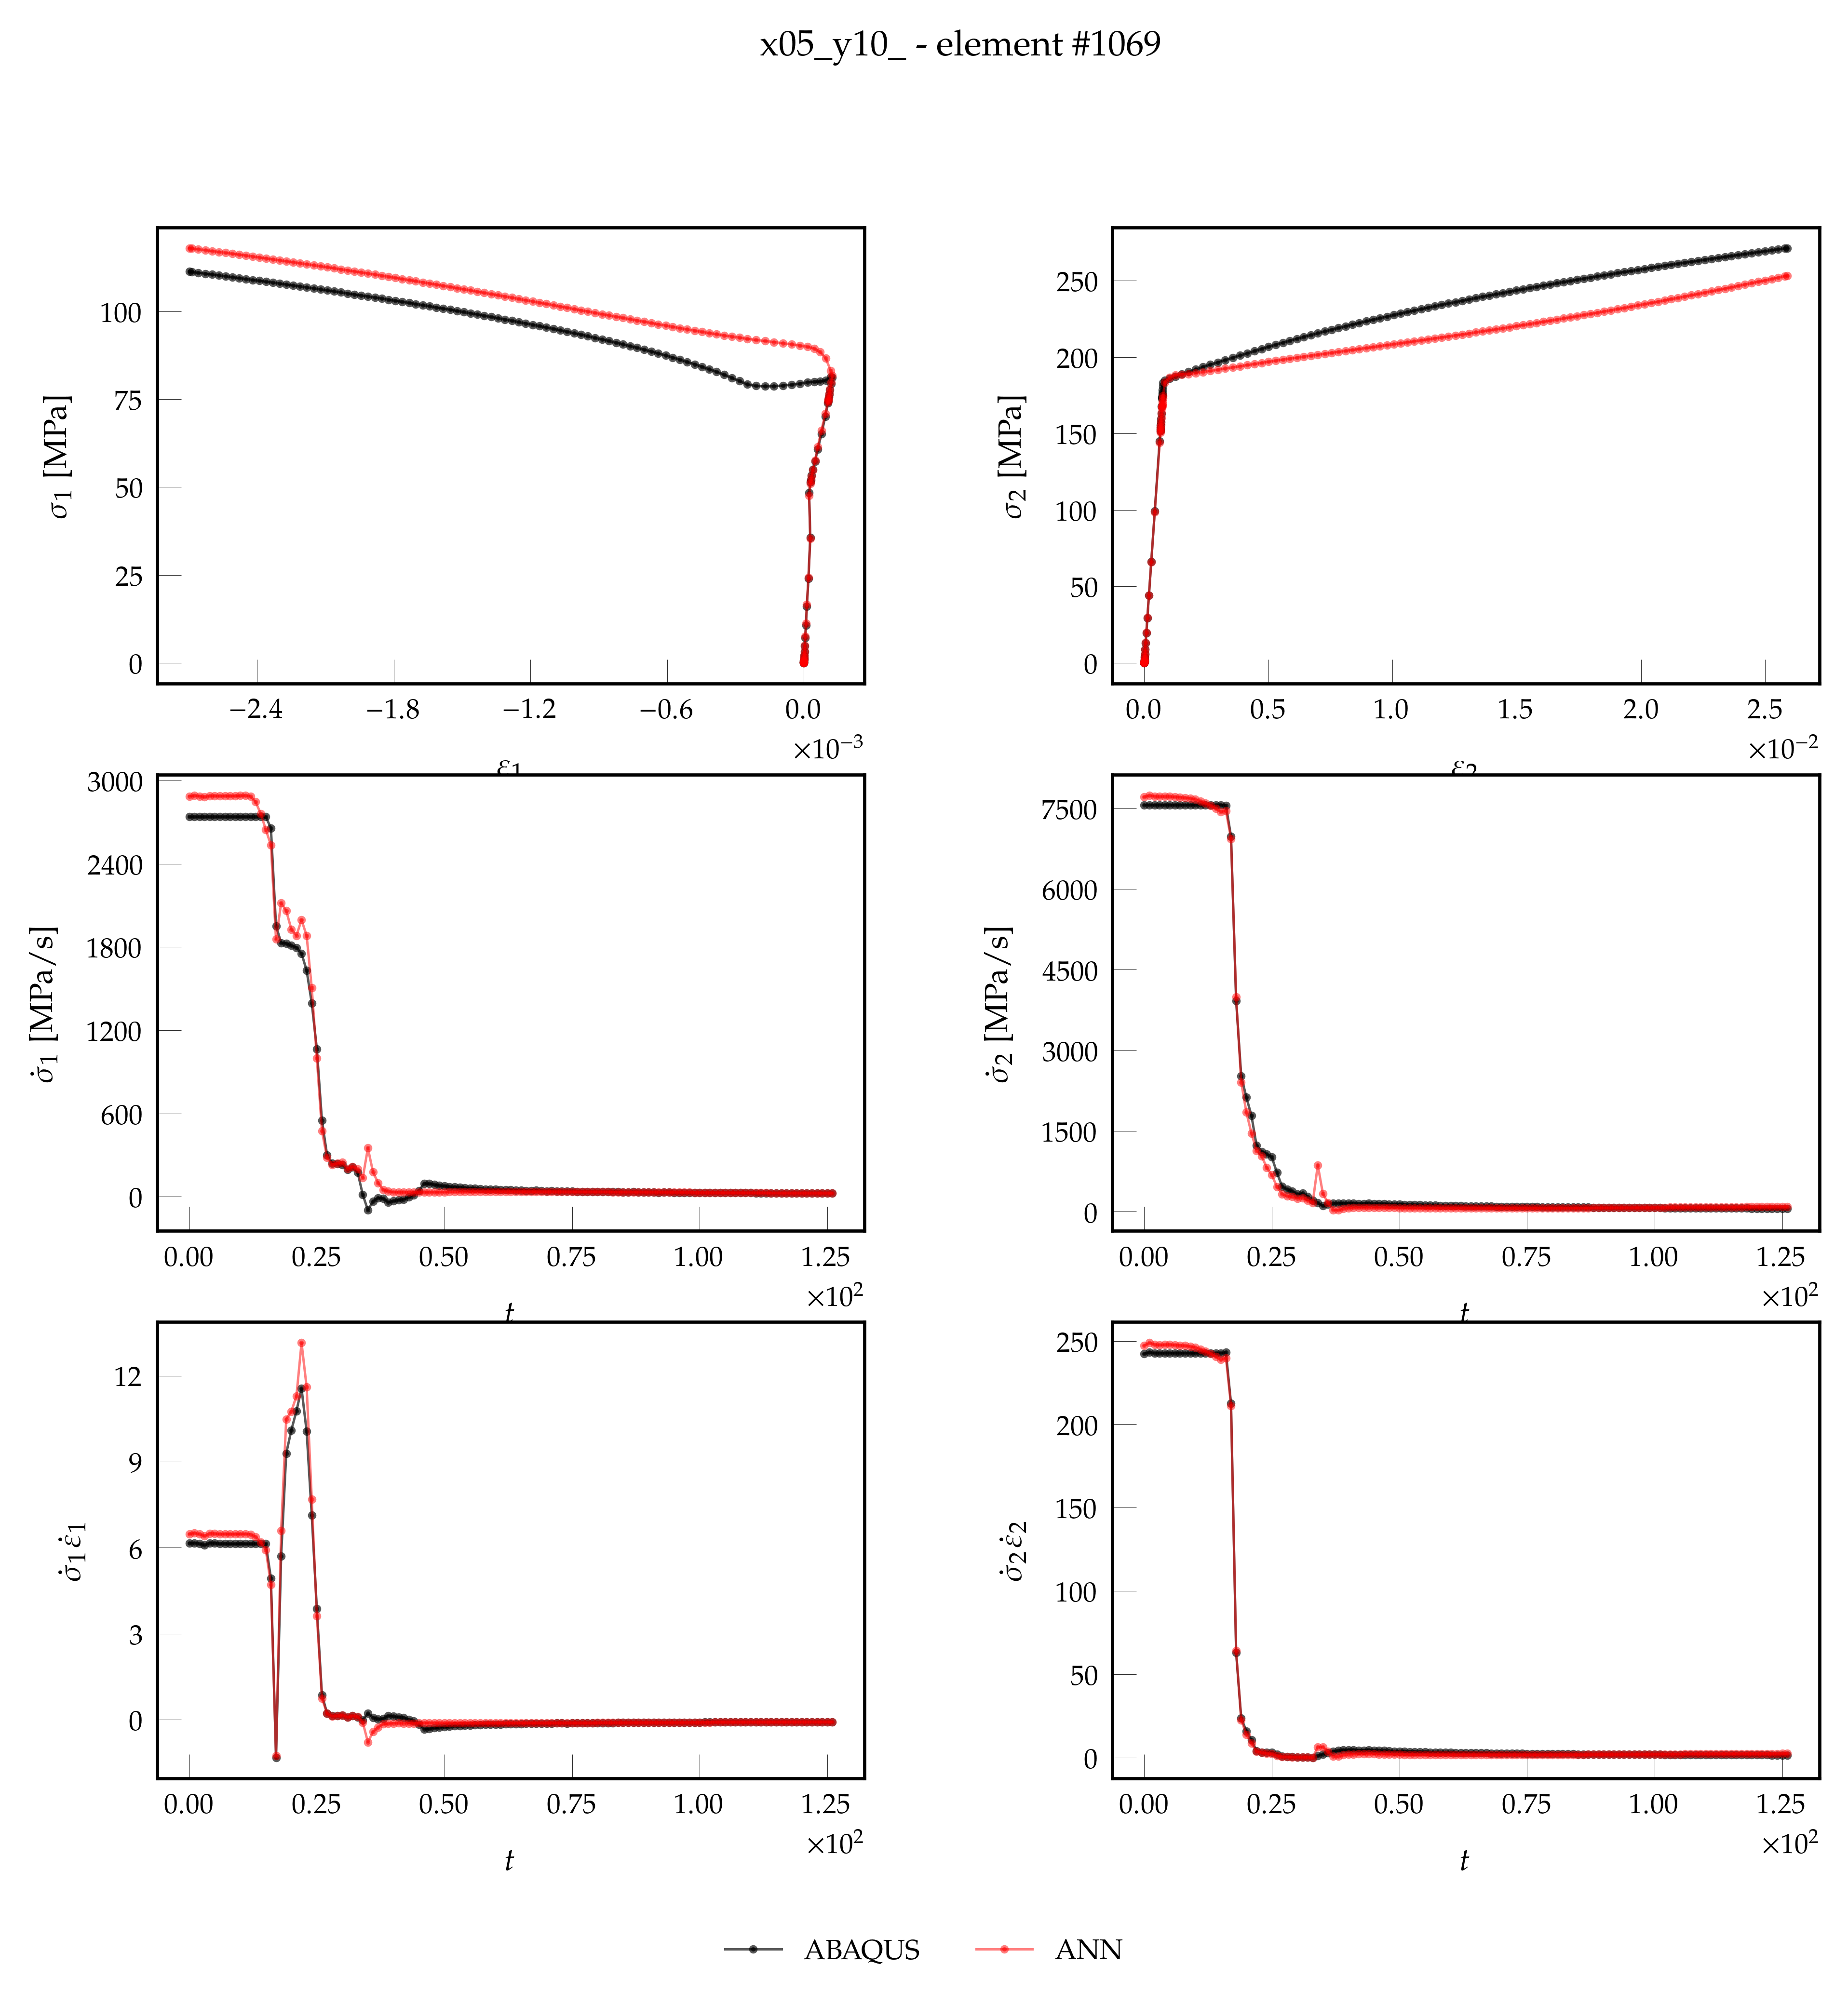 x05_y10_ - element #1069
σ₁ [MPa]
100
75
50
25
0
−2.4 −1.8 −1.2 −0.6 0.0
×10⁻³
ε₁
σ₂ [MPa]
250
200
150
100
50
0
0.0 0.5 1.0 1.5 2.0 2.5
×10⁻²
ε₂
σ̇₁ [MPa/s]
3000
2400
1800
1200
600
0
0.00 0.25 0.50 0.75 1.00 1.25
×10²
t
σ̇₂ [MPa/s]
7500
6000
4500
3000
1500
0
0.00 0.25 0.50 0.75 1.00 1.25
×10²
t
σ̇₁ε̇₁
12
9
6
3
0
0.00 0.25 0.50 0.75 1.00 1.25
×10²
t
σ̇₂ε̇₂
250
200
150
100
50
0
0.00 0.25 0.50 0.75 1.00 1.25
×10²
t
ABAQUS ANN